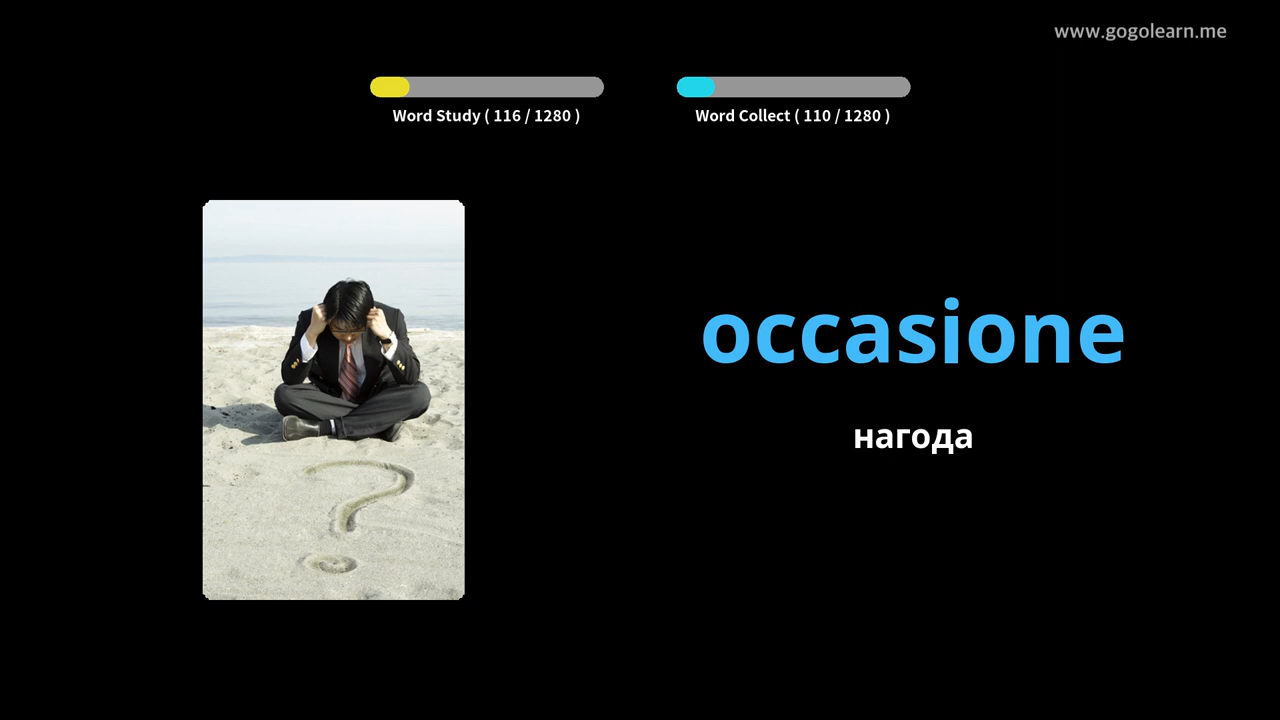 www.gogolearn.me
Word Study ( 116 / 1280 )
Word Collect ( 110 / 1280 )
occasione
нагода
?